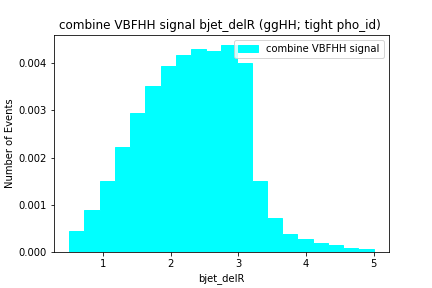 combine VBFHH signal bjet_delR (ggHH; tight pho_id)
combine VBFHH signal
Number of Events
0.004
0.003
0.002
0.001
0.000
1 2 3 4 5
bjet_delR